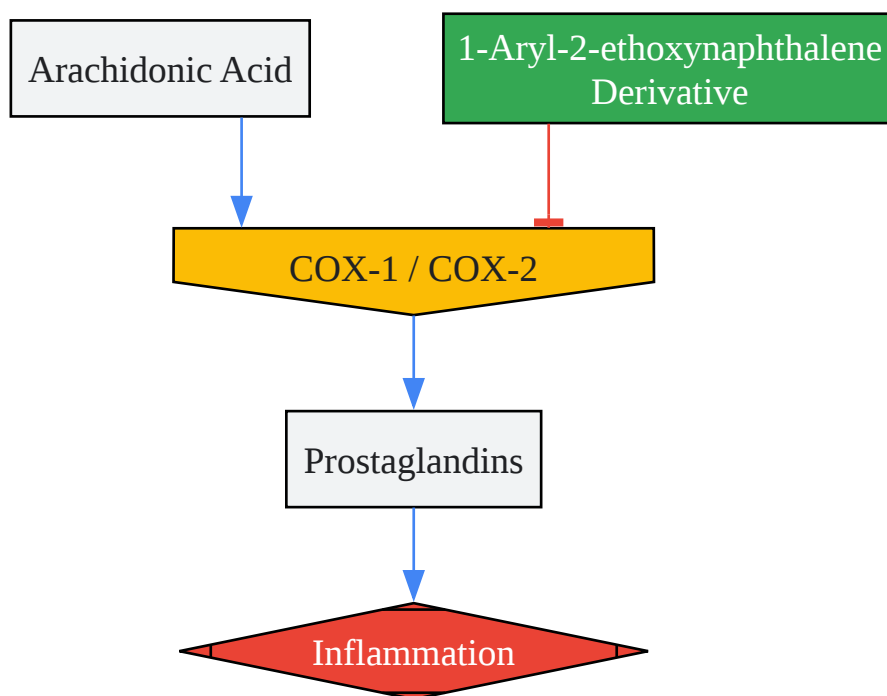 Arachidonic Acid
1-Aryl-2-ethoxynaphthalene
Derivative
COX-1 / COX-2
Prostaglandins
Inflammation